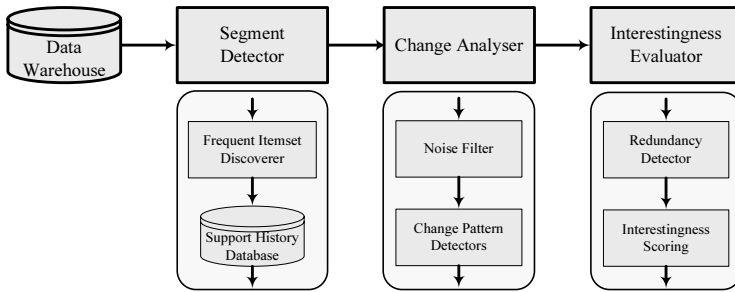 Data
Warehouse
Segment
Detector
Change Analyser
Interestingness
Evaluator
Frequent Itemset
Discoverer
Support History
Database
Noise Filter
Change Pattern
Detectors
Redundancy
Detector
Interestingness
Scoring